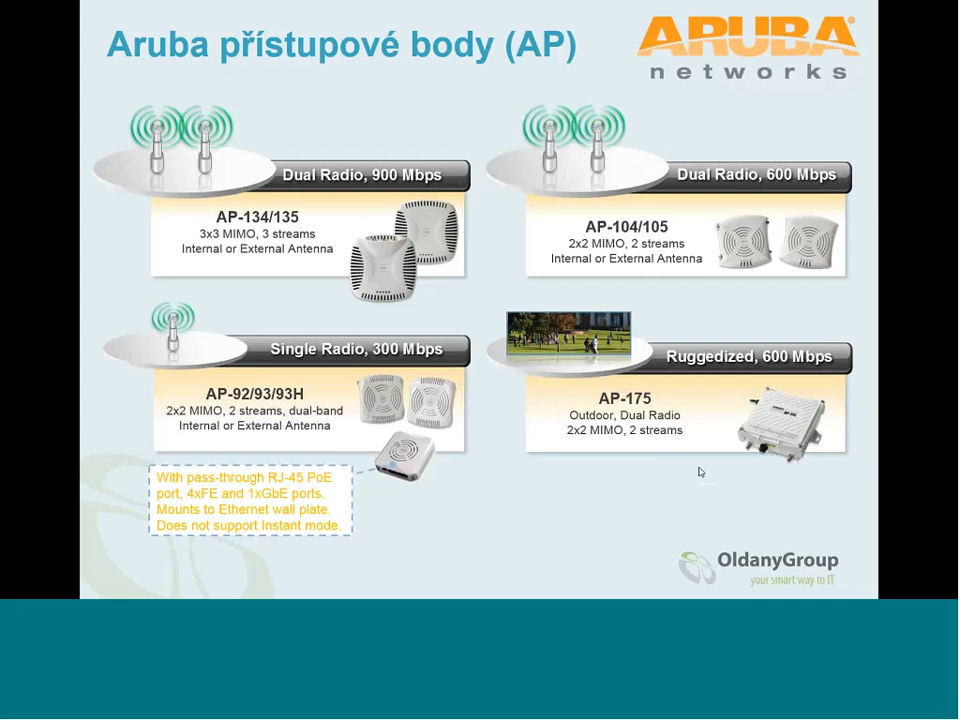 Aruba přístupové body (AP)
ARUBA®
networks
Dual Radio, 900 Mbps
AP-134/135
3x3 MIMO, 3 streams
Internal or External Antenna
Dual Radio, 600 Mbps
AP-104/105
2x2 MIMO, 2 streams
Internal or External Antenna
Single Radio, 300 Mbps
AP-92/93/93H
2x2 MIMO, 2 streams, dual-band
Internal or External Antenna
With pass-through RJ-45 PoE
port, 4xFE and 1xGbE ports.
Mounts to Ethernet wall plate.
Does not support Instant mode.
Ruggedized, 600 Mbps
AP-175
Outdoor, Dual Radio
2x2 MIMO, 2 streams
OldanyGroup
your smart way to IT